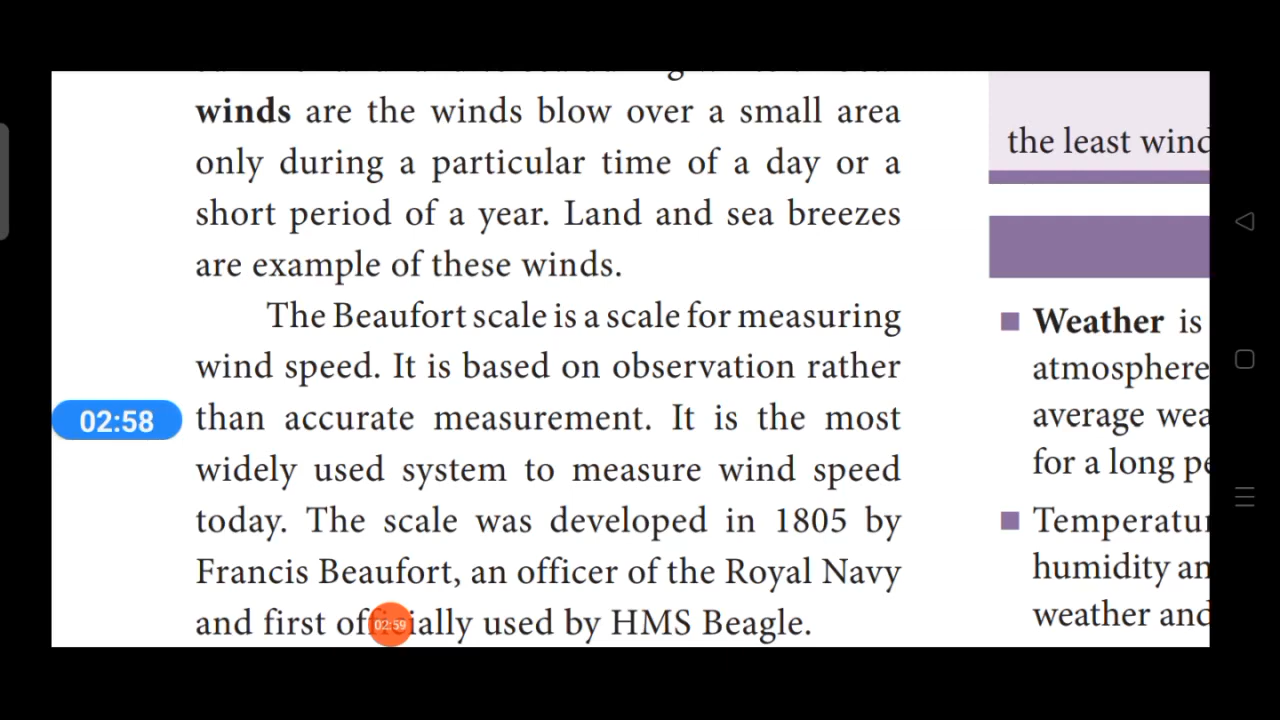 winds are the winds blow over a small area
only during a particular time of a day or a
short period of a year. Land and sea breezes
are example of these winds.
The Beaufort scale is a scale for measuring
wind speed. It is based on observation rather
than accurate measurement. It is the most
widely used system to measure wind speed
today. The scale was developed in 1805 by
Francis Beaufort, an officer of the Royal Navy
and first officially used by HMS Beagle.
02:58
02:59
the least wind
Weather is
atmosphere
average wea
for a long pe
Temperatur
humidity an
weather and